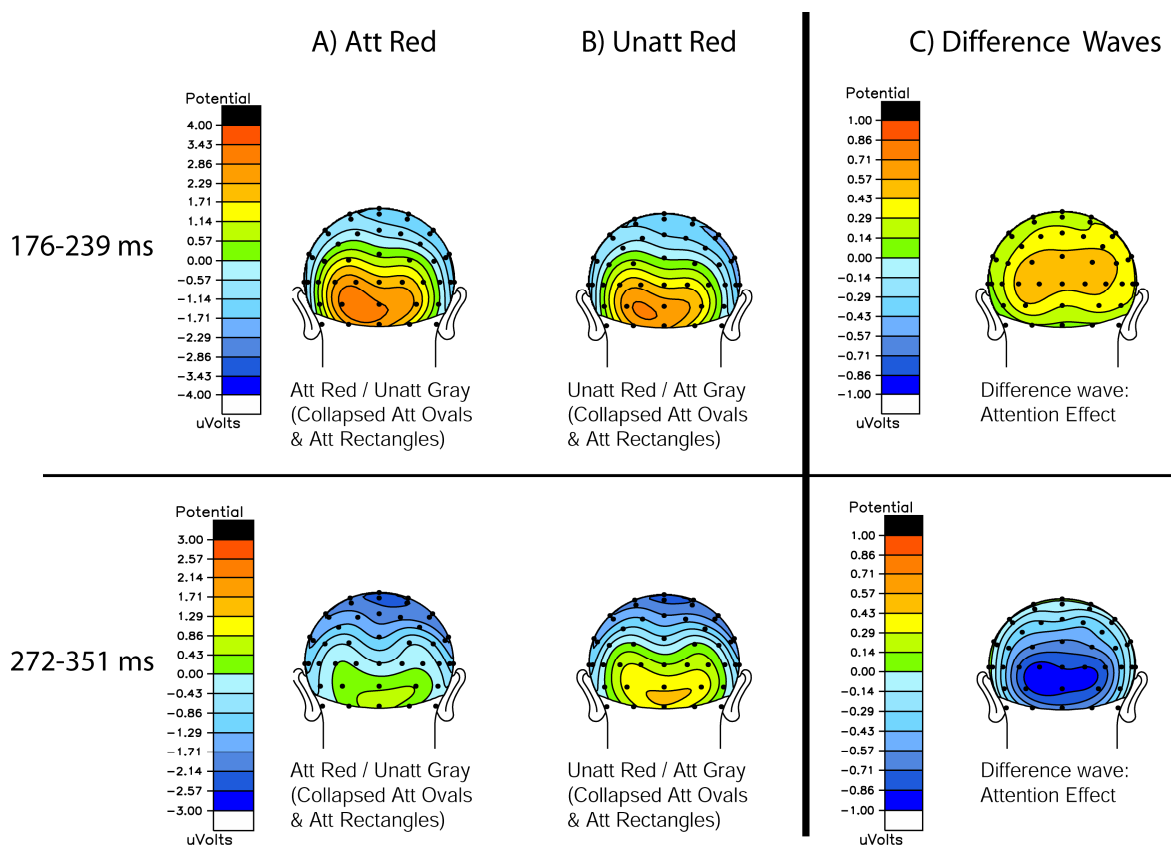 A) Att Red
B) Unatt Red
C) Difference Waves
176-239 ms
Potential
4.00
3.43
2.86
2.29
1.71
1.14
0.57
0.00
-0.57
-1.14
-1.71
-2.29
-2.86
-3.43
-4.00
uVolts
Att Red / Unatt Gray
(Collapsed Att Ovals
& Att Rectangles)
Unatt Red / Att Gray
(Collapsed Att Ovals
& Att Rectangles)
Potential
1.00
0.86
0.71
0.57
0.43
0.29
0.14
0.00
-0.14
-0.29
-0.43
-0.57
-0.71
-0.86
-1.00
uVolts
Difference wave:
Attention Effect
272-351 ms
Potential
3.00
2.57
2.14
1.71
1.29
0.86
0.43
0.00
-0.43
-0.86
-1.29
-1.71
-2.14
-2.57
-3.00
uVolts
Att Red / Unatt Gray
(Collapsed Att Ovals
& Att Rectangles)
Unatt Red / Att Gray
(Collapsed Att Ovals
& Att Rectangles)
Potential
1.00
0.86
0.71
0.57
0.43
0.29
0.14
0.00
-0.14
-0.29
-0.43
-0.57
-0.71
-0.86
-1.00
uVolts
Difference wave:
Attention Effect